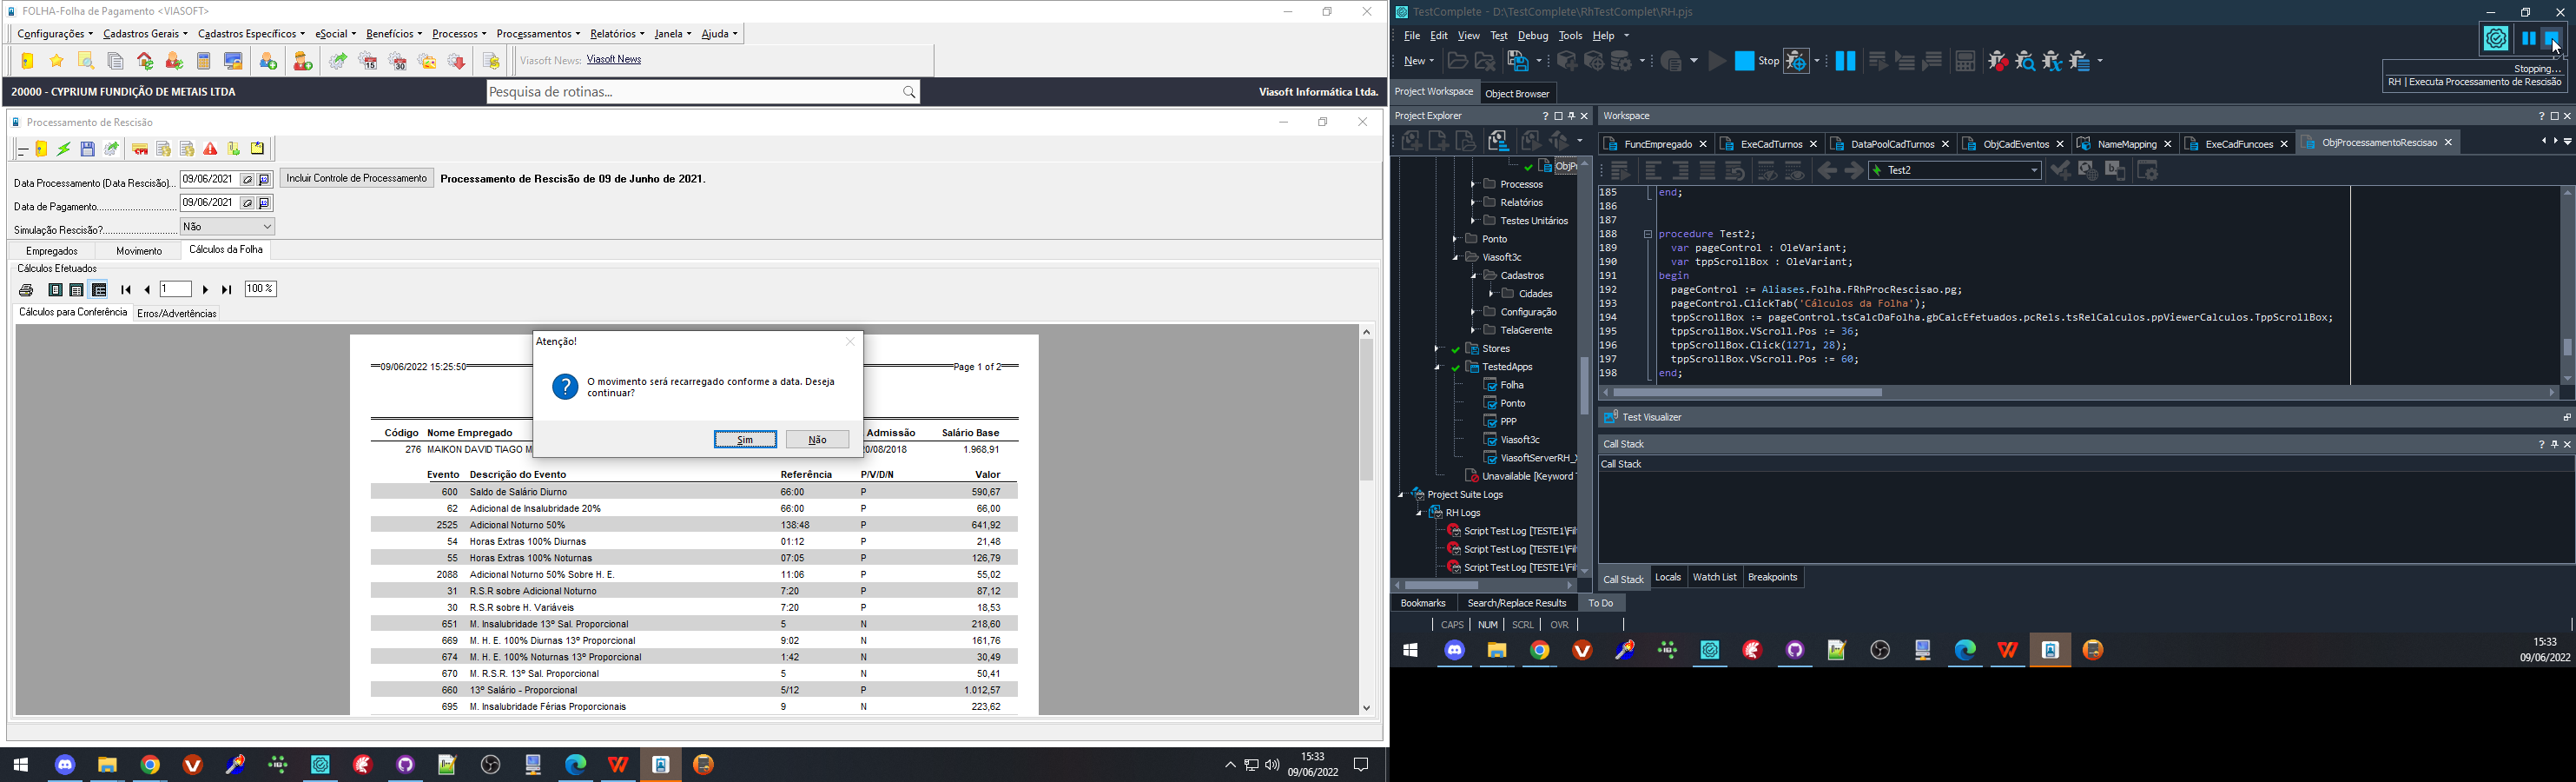 FOLHA-Folha de Pagamento <VIASOFT>
Configurações Cadastros Gerais Cadastros Específicos eSocial Benefícios Processos Processamentos Relatórios Janela Ajuda
Viasoft News: Viasoft News
20000 - CYPRIUM FUNDIÇÃO DE METAIS LTDA
Pesquisa de rotinas...
Viasoft Informática Ltda.
Processamento de Rescisão
Data Processamento (Data Rescisão)... 09/06/2021 Incluir Controle de Processamento Processamento de Rescisão de 09 de Junho de 2021.
Data de Pagamento............................. 09/06/2021
Simulação Rescisão?........................... Não
Empregados Movimento Cálculos da Folha
Cálculos Efetuados
1 100 %
Cálculos para Conferência Erros/Advertências
09/06/2022 15:25:50 Page 1 of 2
Código Nome Empregado Admissão Salário Base
276 MAIKON DAVID TIAGO 0/08/2018 1.968,91
Evento Descrição do Evento Referência P/V/D/N Valor
600 Saldo de Salário Diurno 66:00 P 590,67
62 Adicional de Insalubridade 20% 66:00 P 66,00
2525 Adicional Noturno 50% 138:48 P 641,92
54 Horas Extras 100% Diurnas 01:12 P 21,48
55 Horas Extras 100% Noturnas 07:05 P 126,79
2088 Adicional Noturno 50% Sobre H. E. 11:06 P 55,02
31 R.S.R sobre Adicional Noturno 7:20 P 87,12
30 R.S.R sobre H. Variáveis 7:20 P 18,53
651 M. Insalubridade 13º Sal. Proporcional 5 N 218,60
669 M. H. E. 100% Diurnas 13º Proporcional 9:02 N 161,76
674 M. H. E. 100% Noturnas 13º Proporcional 1:42 N 30,49
670 M. R.S.R. 13º Sal. Proporcional 5 N 50,41
660 13º Salário - Proporcional 5/12 P 1.012,57
695 M. Insalubridade Férias Proporcionais 9 N 223,62
Atenção!
O movimento será recarregado conforme a data. Deseja
continuar?
Sim Não
15:33
09/06/2022
TestComplete - D:\TestComplete\RhTestComplet\RH.pjs
File Edit View Test Debug Tools Help
New Stop
Stopping...
RH | Executa Processamento de Rescisão
Project Workspace Object Browser
Project Explorer
ObjPr
Processos
Relatórios
Testes Unitários
Ponto
Viasoft3c
Cadastros
Cidades
Configuração
TelaGerente
Stores
TestedApps
Folha
Ponto
PPP
Viasoft3c
ViasoftServerRH_
Unavailable [Keyword
Project Suite Logs
RH Logs
Script Test Log [TESTE1\
Script Test Log [TESTE1\
Script Test Log [TESTE1\
Workspace
FuncEmpregado ExeCadTurnos DataPoolCadTurnos ObjCadEventos NameMapping ExeCadFuncoes ObjProcessamentoRescisao
Test2
185 end;
186
187
188 procedure Test2;
189 var pageControl : OleVariant;
190 var tppScrollBox : OleVariant;
191 begin
192 pageControl := Aliases.Folha.FRhProcRescisao.pg;
193 pageControl.ClickTab('Cálculos da Folha');
194 tppScrollBox := pageControl.tsCalcDaFolha.gbCalcEfetuados.pcRels.tsRelCalculos.ppViewerCalculos.TppScrollBox;
195 tppScrollBox.VScroll.Pos := 36;
196 tppScrollBox.Click(1271, 28);
197 tppScrollBox.VScroll.Pos := 60;
198 end;
Test Visualizer
Call Stack
Call Stack
Call Stack Locals Watch List Breakpoints
Bookmarks Search/Replace Results To Do
CAPS NUM SCRL OVR
15:33
09/06/2022